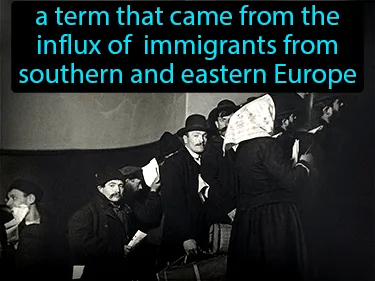 a term that came from the
influx of  immigrants from
southern and eastern Europe